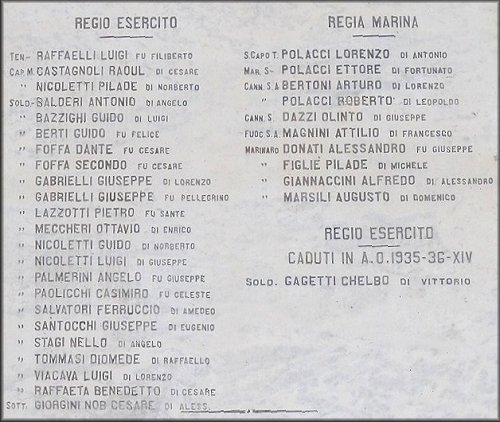 REGIO ESERCITO
TEN- RAFFAELLI LUIGI FU FILIBERTO
CAP.M CASTAGNOLI RAOUL DI CESARE
" NICOLETTI PILADE DI NORBERTO
SOLD- BALDERI ANTONIO DI ANGELO
" BAZZIGHI GUIDO DI LUIGI
" BERTI GUIDO FU FELICE
" FOFFA DANTE FU CESARE
" FOFFA SECONDO FU CESARE
" GABRIELLI GIUSEPPE DI LORENZO
" GABRIELLI GIUSEPPE FU PELLEGRINO
" LAZZOTTI PIETRO FU SANTE
" MECCHERI OTTAVIO DI ENRICO
" NICOLETTI GUIDO DI NORBERTO
" NICOLETTI LUIGI DI GIUSEPPE
" PALMERINI ANGELO FU GIUSEPPE
" PAOLICCHI CASIMIRO FU CELESTE
" SALVATORI FERRUCCIO DI AMEDEO
" SANTOCCHI GIUSEPPE DI EUGENIO
" STAGI NELLO DI ANGELO
" TOMMASI DIOMEDE DI RAFFAELLO
" VIACAVA LUIGI DI LORENZO
" RAFFAETA BENEDETTO DI CESARE
SOTT. GIORGINI NOB CESARE DI ALESS.
REGIA MARINA
S.CAPO T. POLACCI LORENZO DI ANTONIO
MAR. S- POLACCI ETTORE DI FORTUNATO
CANN. S.A BERTONI ARTURO DI LORENZO
" POLACCI ROBERTO DI LEOPOLDO
CANN. S. DAZZI OLINTO DI GIUSEPPE
FUOC S.A MAGNINI ATTILIO DI FRANCESCO
MARINARO DONATI ALESSANDRO FU GIUSEPPE
" FIGLIÉ PILADE DI MICHELE
" GIANNACCINI ALFREDO DI ALESSANDRO
" MARSILI AUGUSTO DI DOMENICO
REGIO ESERCITO
CADUTI IN A.O.1935-36-XIV
SOLD. GAGETTI CHELBO DI VITTORIO